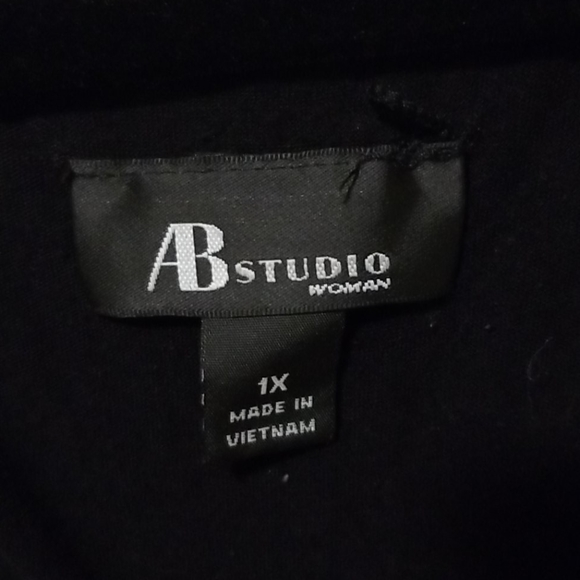 AB STUDIO
WOMAN
1X
MADE IN
VIETNAM